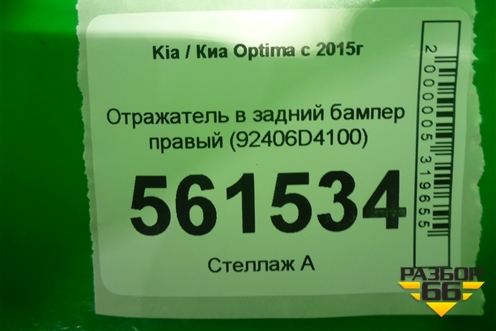 Kia / Киа Optima с 2015г
Отражатель в задний бампер
правый (92406D4100)
561534
Стеллаж А
2000005319655
РАЗБОР
66